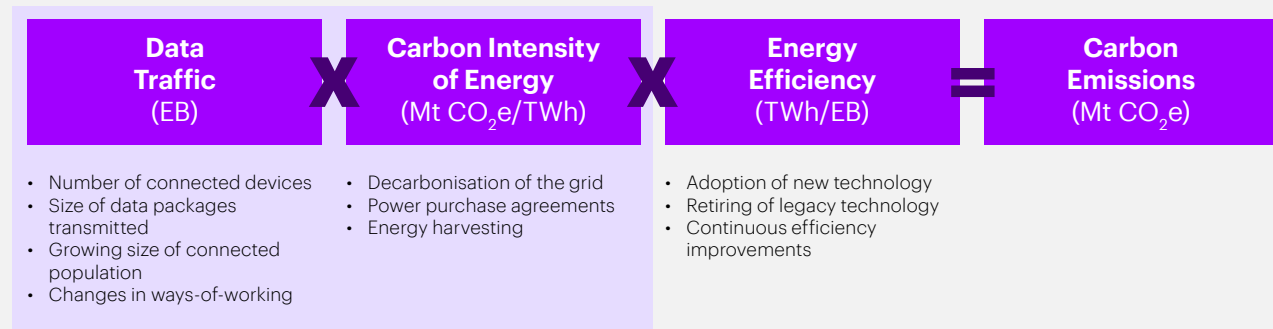 Data
Traffic
(EB)
X
Carbon Intensity
of Energy
(Mt CO₂e/TWh)
X
Energy
Efficiency
(TWh/EB)
=
Carbon
Emissions
(Mt CO₂e)
• Number of connected devices
• Size of data packages
transmitted
• Growing size of connected
population
• Changes in ways-of-working
• Decarbonisation of the grid
• Power purchase agreements
• Energy harvesting
• Adoption of new technology
• Retiring of legacy technology
• Continuous efficiency
improvements